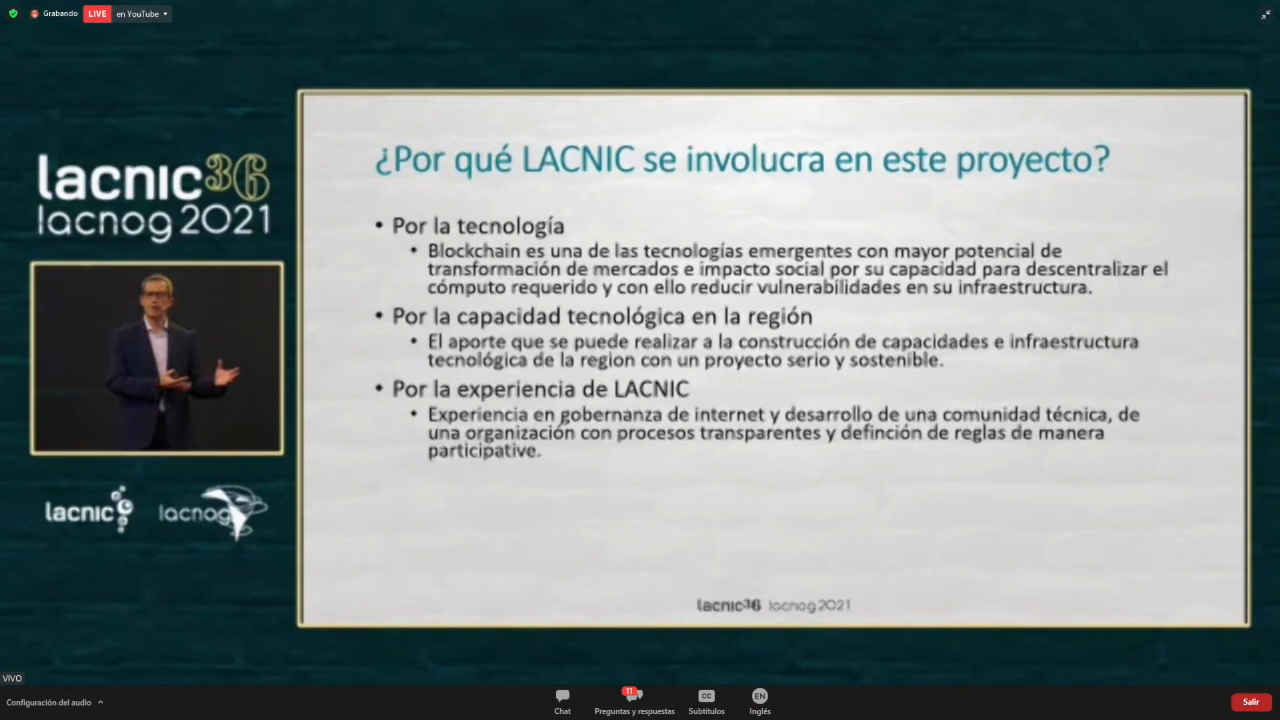 Grabando
LIVE
en YouTube
lacnic36
lacnog 2021
lacnic
lacnog
¿Por qué LACNIC se involucra en este proyecto?
• Por la tecnología
• Blockchain es una de las tecnologías emergentes con mayor potencial de
transformación de mercados e impacto social por su capacidad para descentralizar el
cómputo requerido y con ello reducir vulnerabilidades en su infraestructura.
• Por la capacidad tecnológica en la región
• El aporte que se puede realizar a la construcción de capacidades e infraestructura
tecnológica de la region con un proyecto serio y sostenible.
• Por la experiencia de LACNIC
• Experiencia en gobernanza de internet y desarrollo de una comunidad técnica, de
una organización con procesos transparentes y definción de reglas de manera
participative.
lacnic36 lacnog 2021
VIVO
Configuración del audio
Chat
11
Preguntas y respuestas
CC
Subtítulos
EN
Inglés
Salir